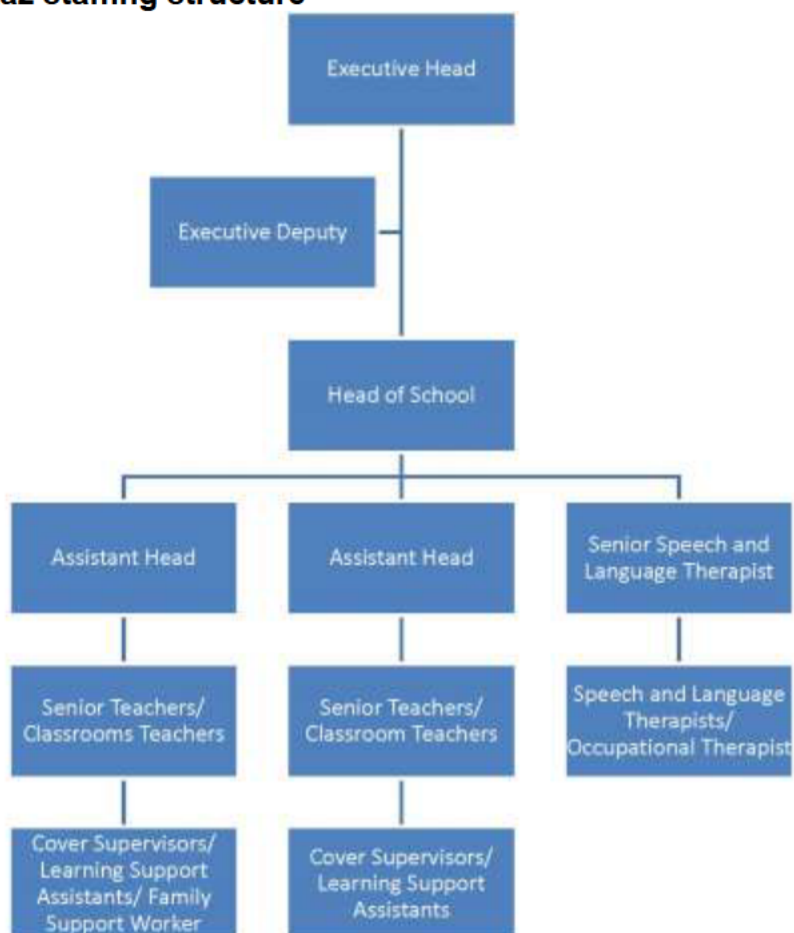 staffing structure
Executive Head
Executive Deputy
Head of School
Assistant Head
Assistant Head
Senior Speech and
Language Therapist
Senior Teachers/
Classrooms Teachers
Senior Teachers/
Classroom Teachers
Speech and Language
Therapists/
Occupational Therapist
Cover Supervisors/
Learning Support
Assistants/ Family
Support Worker
Cover Supervisors/
Learning Support
Assistants